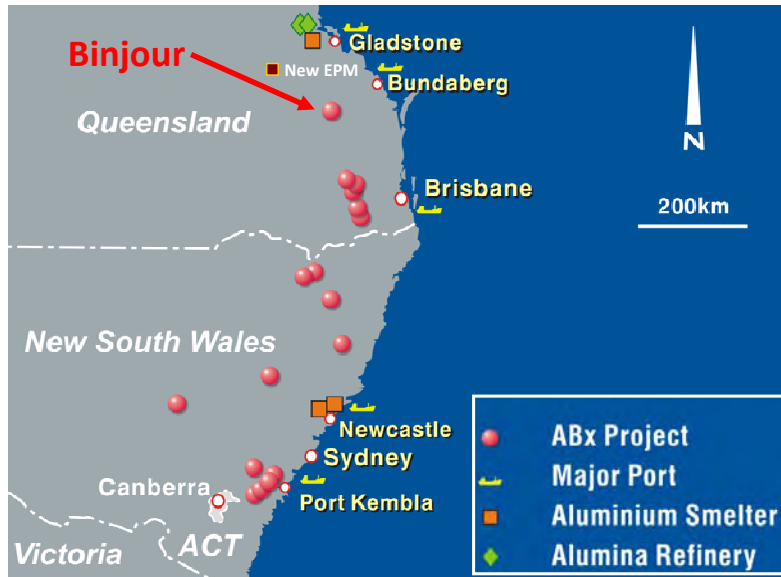 Gladstone
Binjour
New EPM
Bundaberg
Queensland
N
Brisbane
200km
New South Wales
Newcastle
Sydney
Canberra
Port Kembla
ACT
Victoria
ABx Project
Major Port
Aluminium Smelter
Alumina Refinery